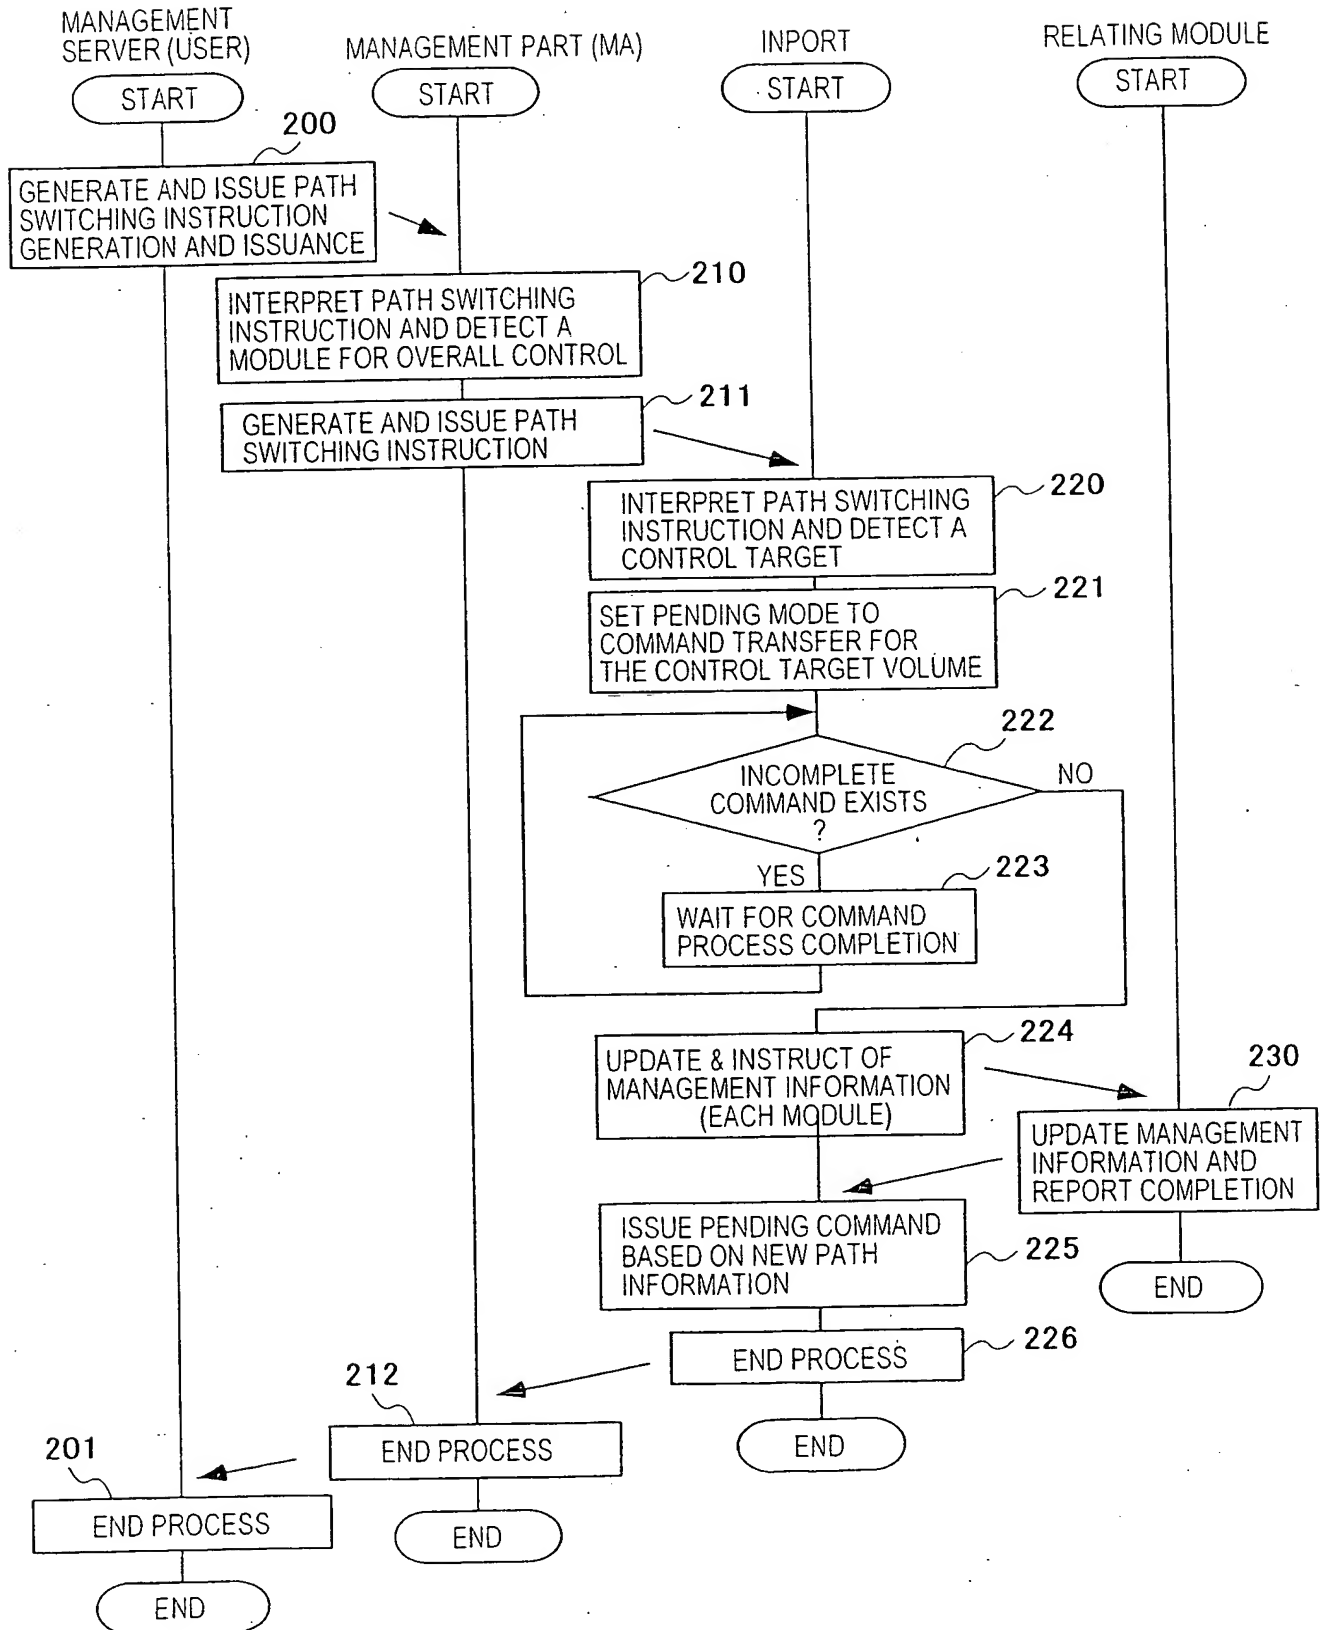 MANAGEMENT
SERVER (USER)
MANAGEMENT PART (MA)
INPORT
RELATING MODULE
START
START
START
START
200
GENERATE AND ISSUE PATH
SWITCHING INSTRUCTION
GENERATION AND ISSUANCE
210
INTERPRET PATH SWITCHING
INSTRUCTION AND DETECT A
MODULE FOR OVERALL CONTROL
211
GENERATE AND ISSUE PATH
SWITCHING INSTRUCTION
220
INTERPRET PATH SWITCHING
INSTRUCTION AND DETECT A
CONTROL TARGET
221
SET PENDING MODE TO
COMMAND TRANSFER FOR
THE CONTROL TARGET VOLUME
222
INCOMPLETE
COMMAND EXISTS
?
NO
YES
223
WAIT FOR COMMAND
PROCESS COMPLETION
224
UPDATE & INSTRUCT OF
MANAGEMENT INFORMATION
(EACH MODULE)
230
UPDATE MANAGEMENT
INFORMATION AND
REPORT COMPLETION
END
225
ISSUE PENDING COMMAND
BASED ON NEW PATH
INFORMATION
226
END PROCESS
END
212
END PROCESS
END
201
END PROCESS
END